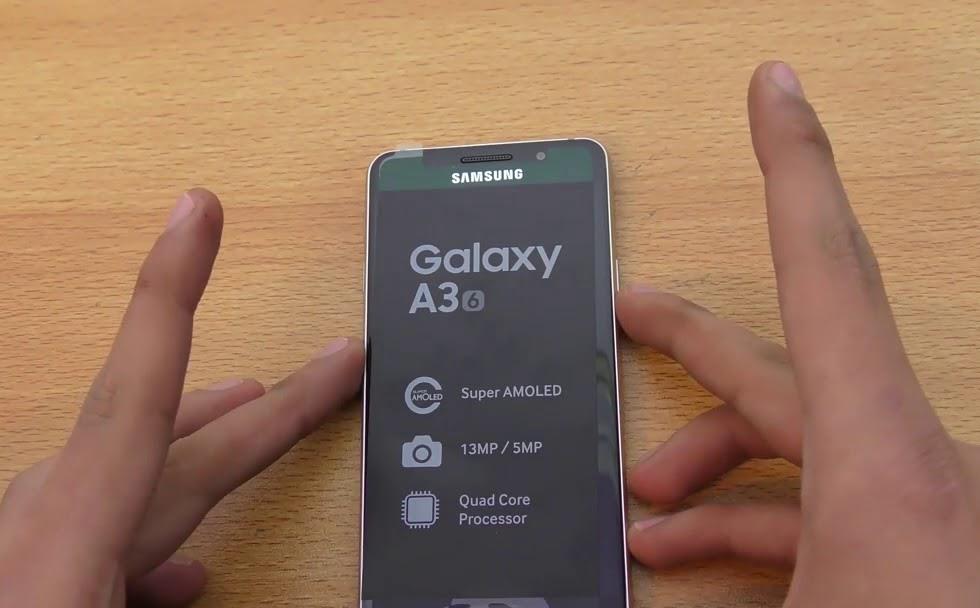 SAMSUNG
Galaxy
A3 6
SUPER
AMOLED
Super AMOLED
13MP / 5MP
Quad Core
Processor